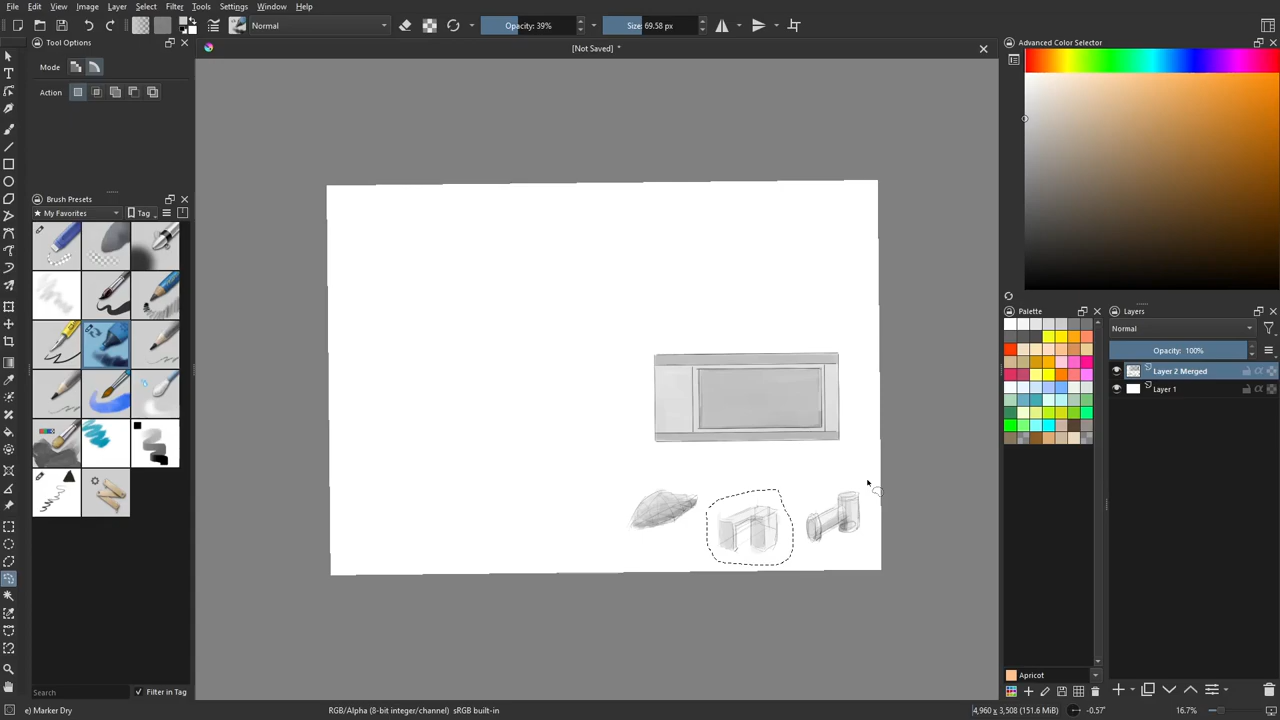 File Edit View Image Layer Select Filter Tools Settings Window Help
Normal Opacity: 39% Size: 69.58 px
Tool Options
[Not Saved] *
Advanced Color Selector
Mode
Action
Brush Presets
My Favorites Tag
Palette
Layers
Normal
Opacity: 100%
Layer 2 Merged
Layer 1
Apricot
Search Filter in Tag
e) Marker Dry
RGB/Alpha (8-bit integer/channel) sRGB built-in
4,960 x 3,508 (151.6 MiB)
-0.57°
16.7%